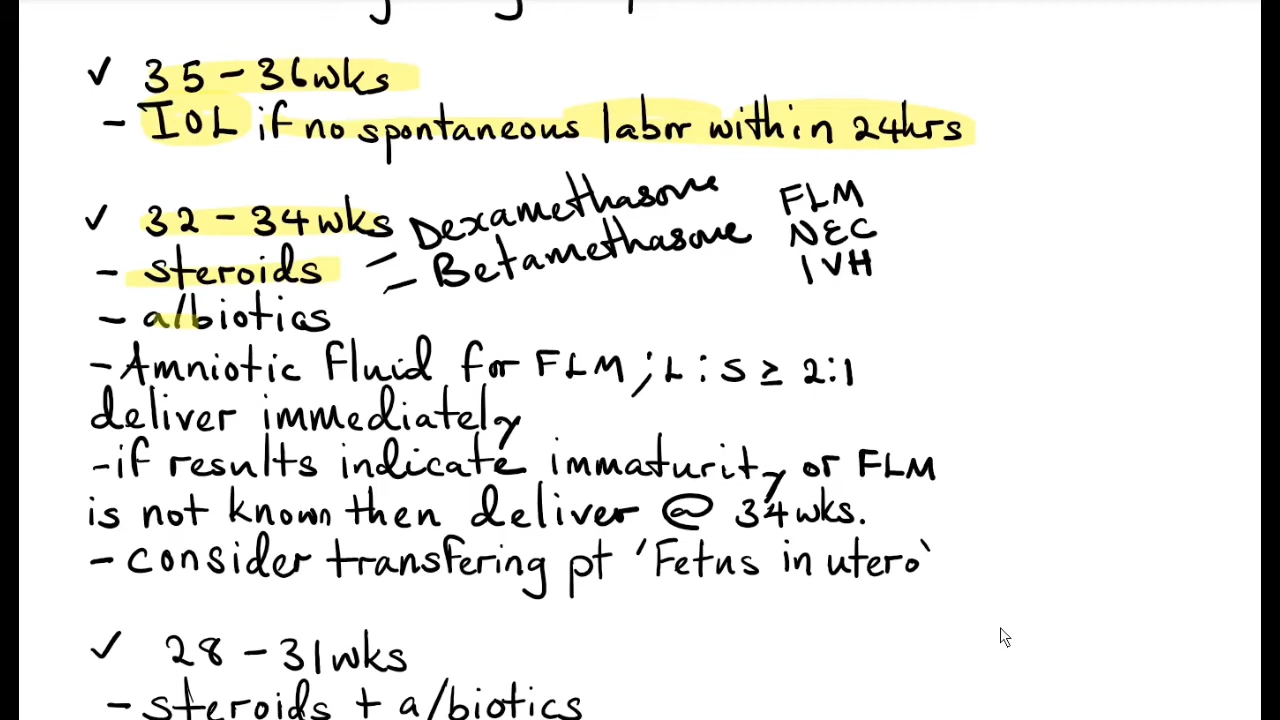 ✓ 35 - 36wks
- IOL if no spontaneous labor within 24hrs
✓ 32 - 34wks
- steroids
- Dexamethasone
- Betamethasone
FLM
NEC
IVH
- a/biotics
- Amniotic Fluid for FLM; L:S ≥ 2:1
deliver immediately
- if results indicate immaturity or FLM
is not known then deliver @ 34wks.
- consider transfering pt 'Fetus in utero'
✓ 28 - 31wks
- steroids + a/biotics